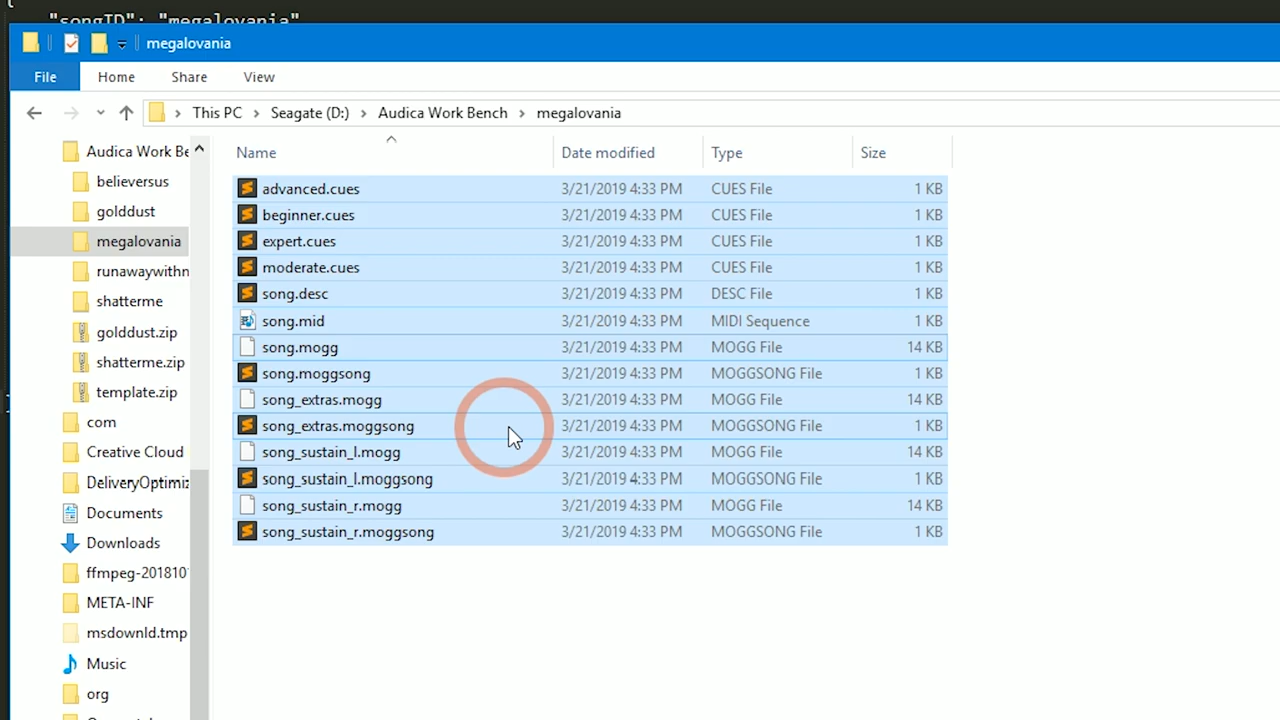 "songID": "megalovania"
megalovania
File Home Share View
This PC Seagate (D:) Audica Work Bench megalovania
Name Date modified Type Size
Audica Work Be
believersus
golddust
megalovania
runawaywithr
shatterme
golddust.zip
shatterme.zip
template.zip
com
Creative Cloud
DeliveryOptimiz
Documents
Downloads
ffmpeg-201810
META-INF
msdownld.tmp
Music
org
advanced.cues 3/21/2019 4:33 PM CUES File 1 KB
beginner.cues 3/21/2019 4:33 PM CUES File 1 KB
expert.cues 3/21/2019 4:33 PM CUES File 1 KB
moderate.cues 3/21/2019 4:33 PM CUES File 1 KB
song.desc 3/21/2019 4:33 PM DESC File 1 KB
song.mid 3/21/2019 4:33 PM MIDI Sequence 1 KB
song.mogg 3/21/2019 4:33 PM MOGG File 14 KB
song.moggsong 3/21/2019 4:33 PM MOGGSONG File 1 KB
song_extras.mogg 3/21/2019 4:33 PM MOGG File 14 KB
song_extras.moggsong 3/21/2019 4:33 PM MOGGSONG File 1 KB
song_sustain_l.mogg 3/21/2019 4:33 PM MOGG File 14 KB
song_sustain_l.moggsong 3/21/2019 4:33 PM MOGGSONG File 1 KB
song_sustain_r.mogg 3/21/2019 4:33 PM MOGG File 14 KB
song_sustain_r.moggsong 3/21/2019 4:33 PM MOGGSONG File 1 KB